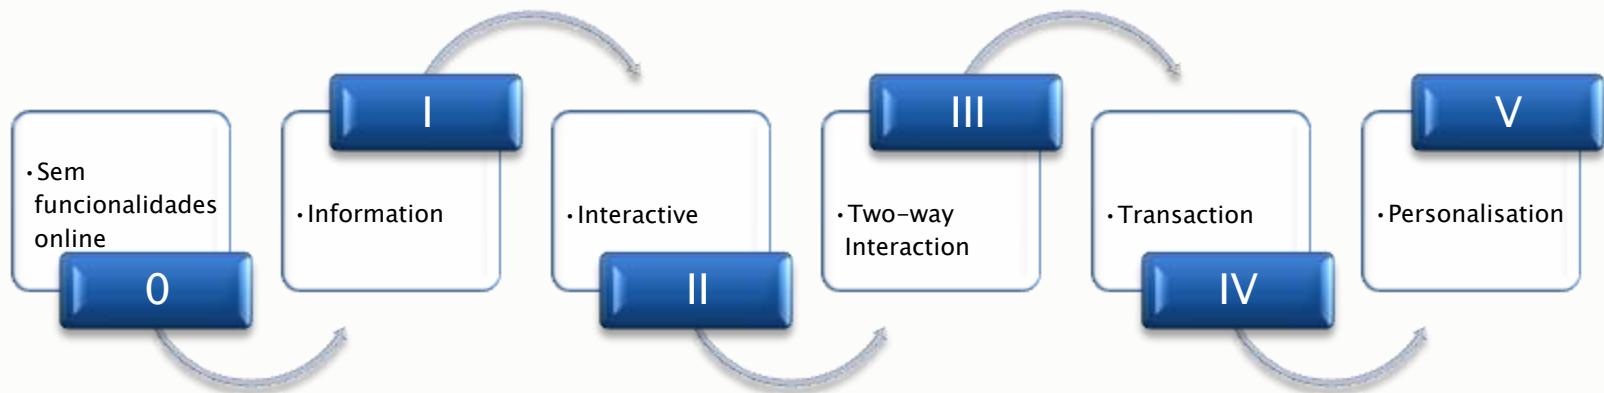 • Sem
funcionalidades
online
0
I
• Information
• Interactive
II
III
• Two-way
Interaction
• Transaction
IV
V
• Personalisation